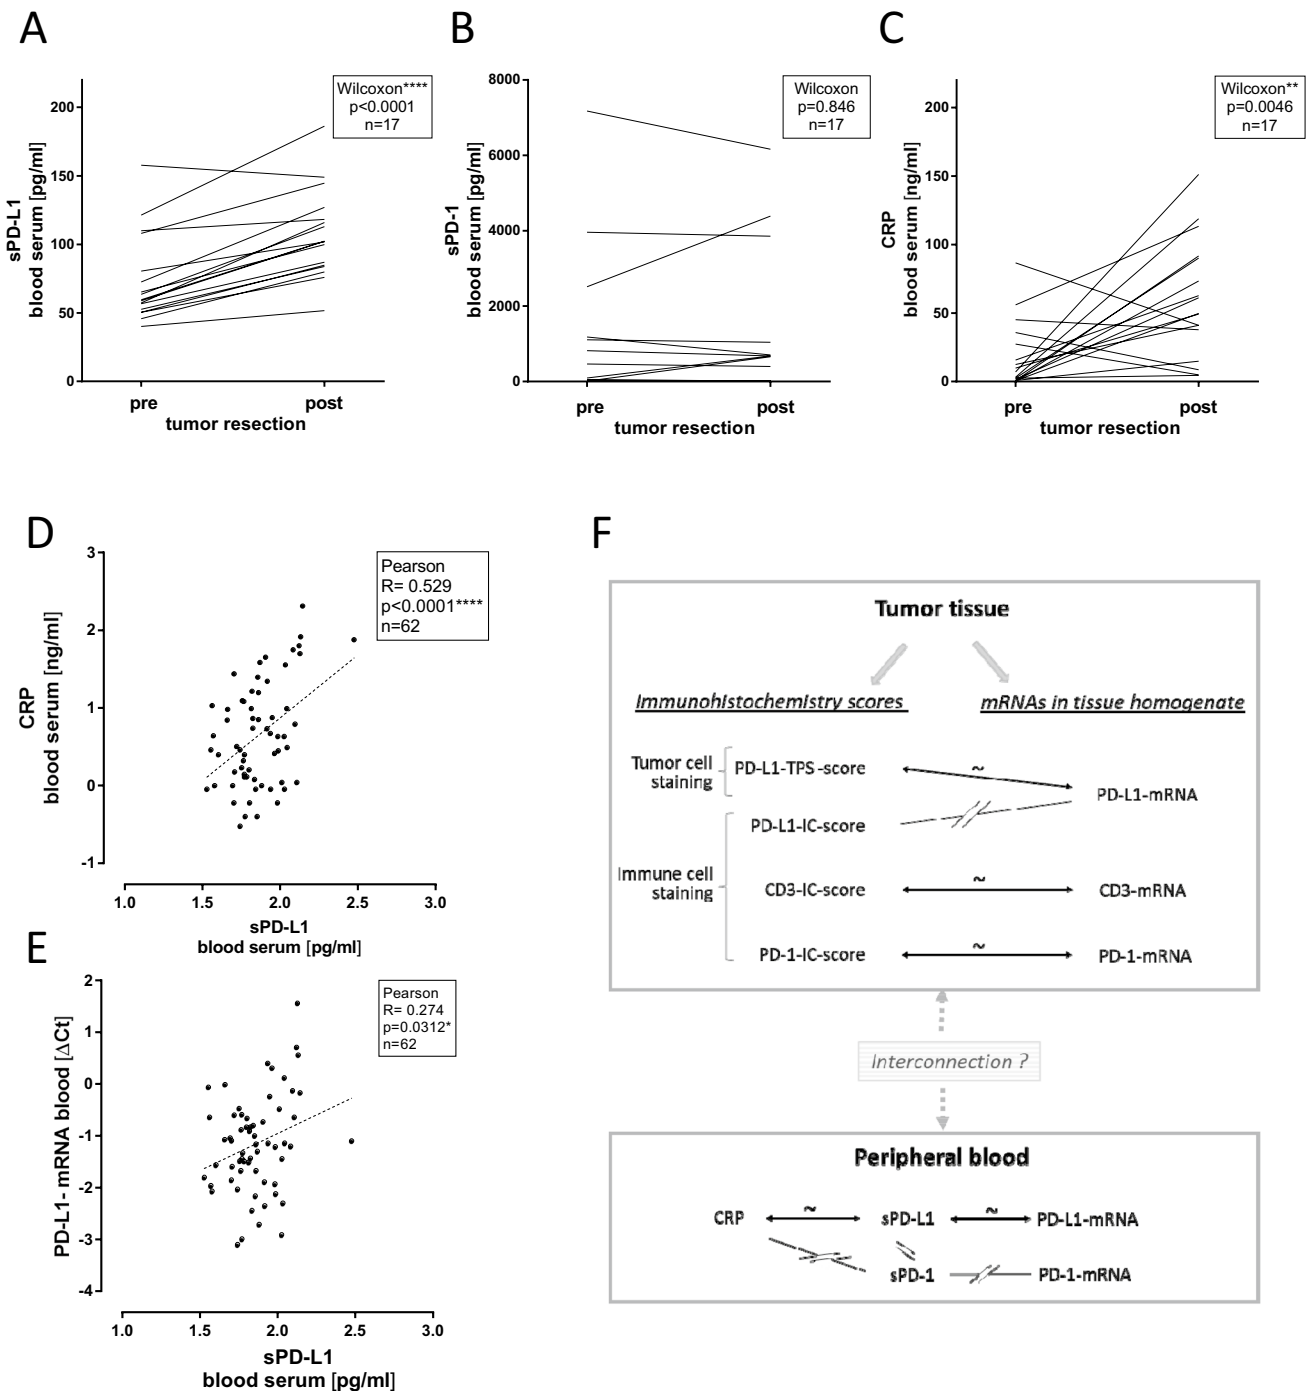 A
sPD-L1
blood serum [pg/ml]
200
150
100
50
0
pre
post
tumor resection
Wilcoxon****
p<0.0001
n=17
B
sPD-1
blood serum [pg/ml]
8000
6000
4000
2000
0
pre
post
tumor resection
Wilcoxon
p=0.846
n=17
C
CRP
blood serum [ng/ml]
200
150
100
50
0
pre
post
tumor resection
Wilcoxon**
p=0.0046
n=17
D
CRP
blood serum [ng/ml]
3
2
1
0
-1
1.0
1.5
2.0
2.5
3.0
sPD-L1
blood serum [pg/ml]
Pearson
R= 0.529
p<0.0001****
n=62
E
PD-L1- mRNA blood [ΔCt]
2
1
0
-1
-2
-3
-4
1.0
1.5
2.0
2.5
3.0
sPD-L1
blood serum [pg/ml]
Pearson
R= 0.274
p=0.0312*
n=62
F
Tumor tissue
Immunohistochemistry scores
mRNAs in tissue homogenate
Tumor cell
staining
PD-L1-TPS-score
~
PD-L1-mRNA
PD-L1-IC-score
Immune cell
staining
CD3-IC-score
~
CD3-mRNA
PD-1-IC-score
~
PD-1-mRNA
Interconnection ?
Peripheral blood
CRP
~
sPD-L1
~
PD-L1-mRNA
sPD-1
PD-1-mRNA